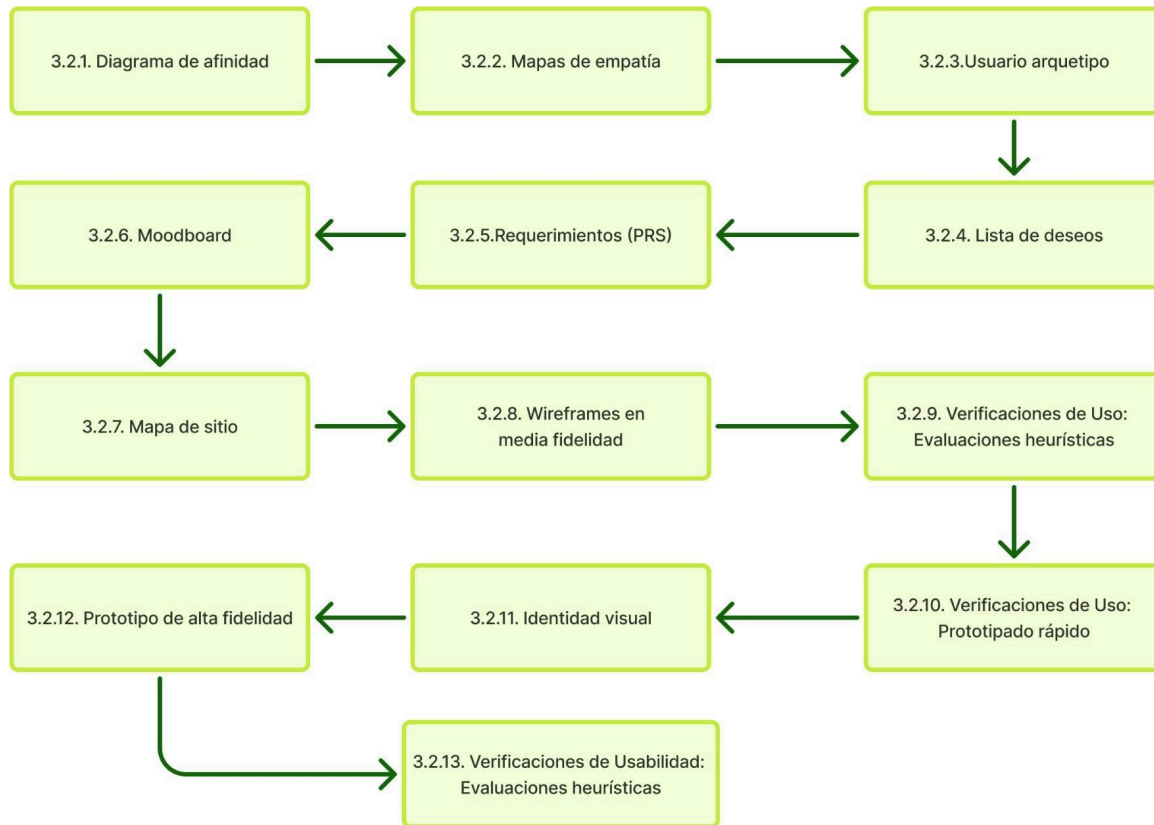 3.2.1. Diagrama de afinidad
3.2.2. Mapas de empatía
3.2.3.Usuario arquetipo
3.2.4. Lista de deseos
3.2.5.Requerimientos (PRS)
3.2.6. Moodboard
3.2.7. Mapa de sitio
3.2.8. Wireframes en
media fidelidad
3.2.9. Verificaciones de Uso:
Evaluaciones heurísticas
3.2.10. Verificaciones de Uso:
Prototipado rápido
3.2.11. Identidad visual
3.2.12. Prototipo de alta fidelidad
3.2.13. Verificaciones de Usabilidad:
Evaluaciones heurísticas